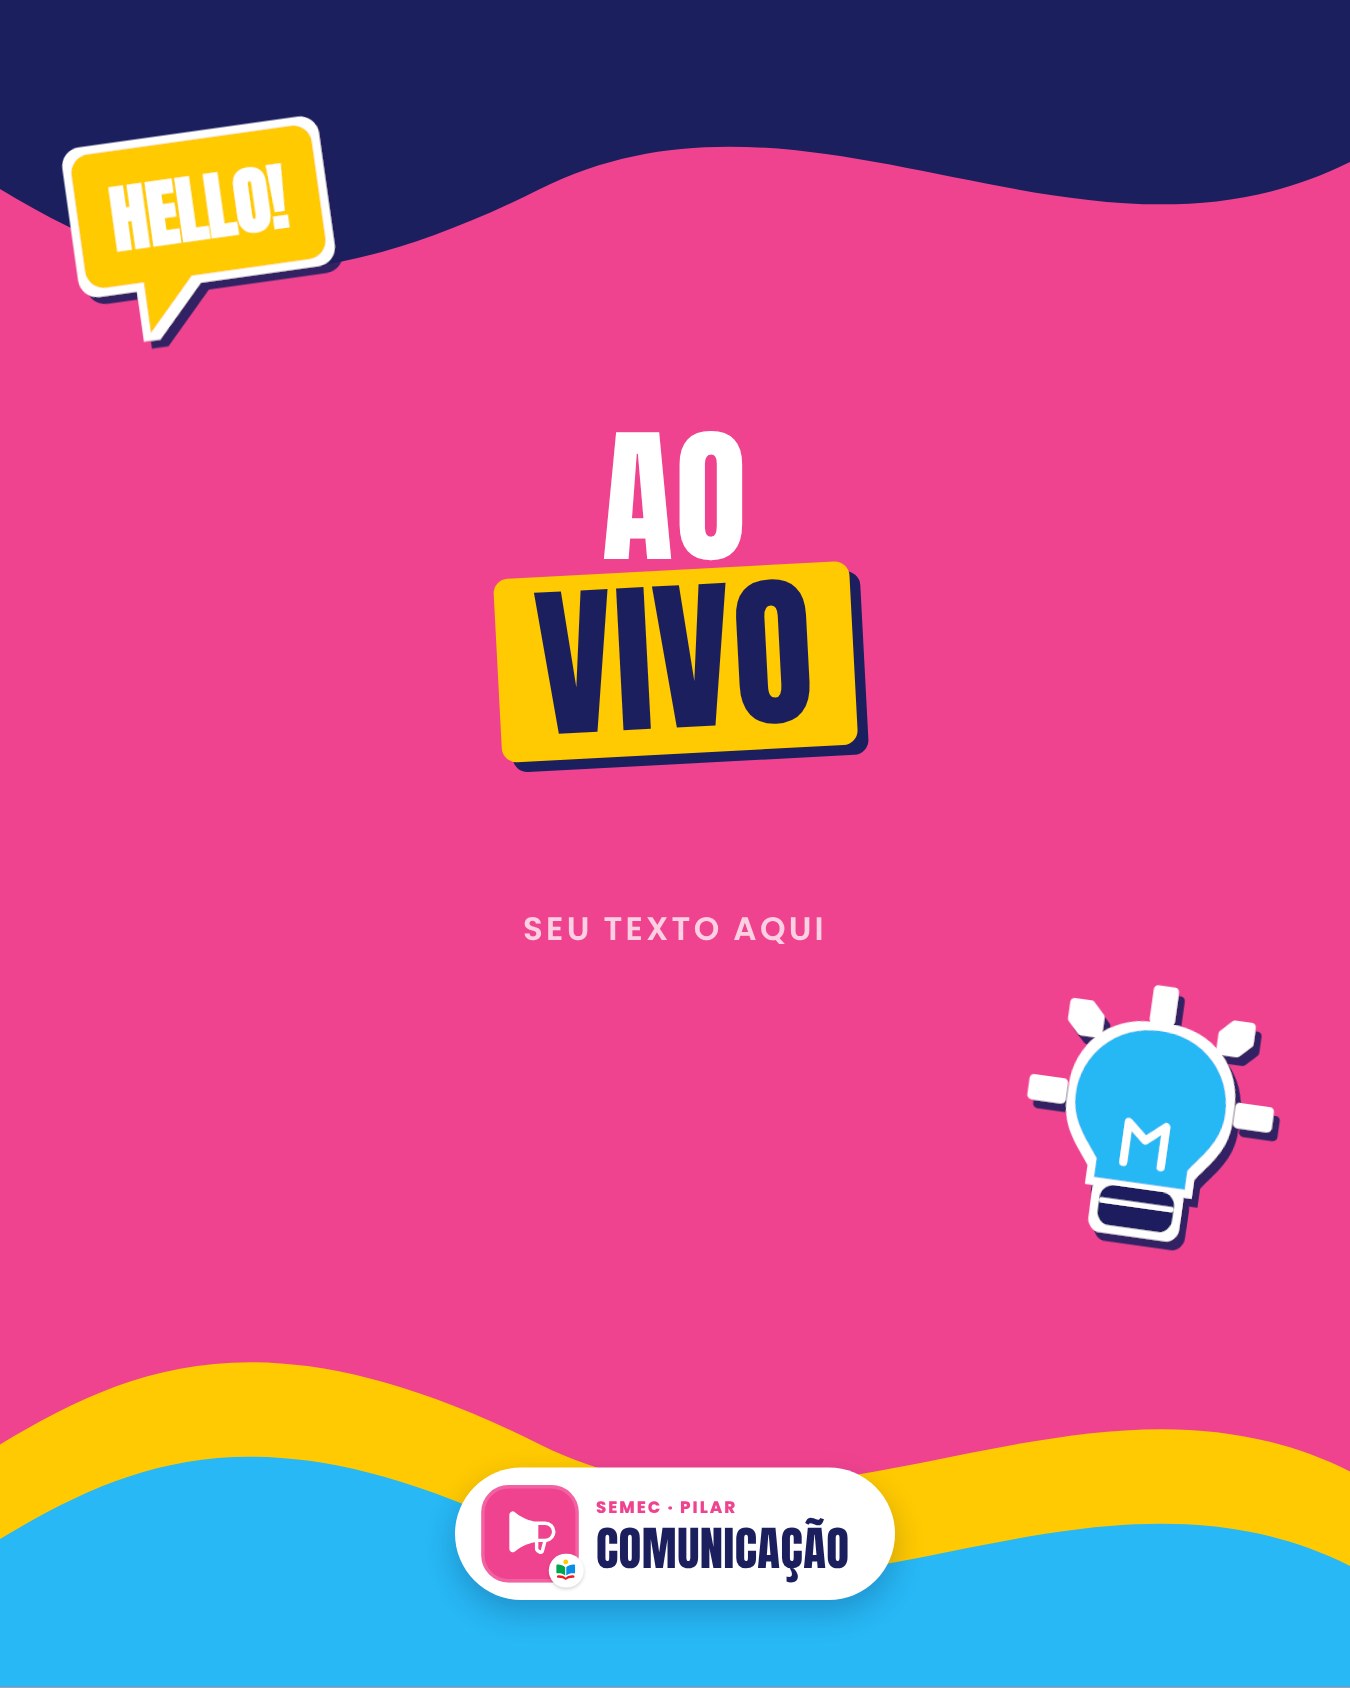 HELLO!
AO
VIVO
SEU TEXTO AQUI
SEMEC · PILAR
COMUNICAÇÃO